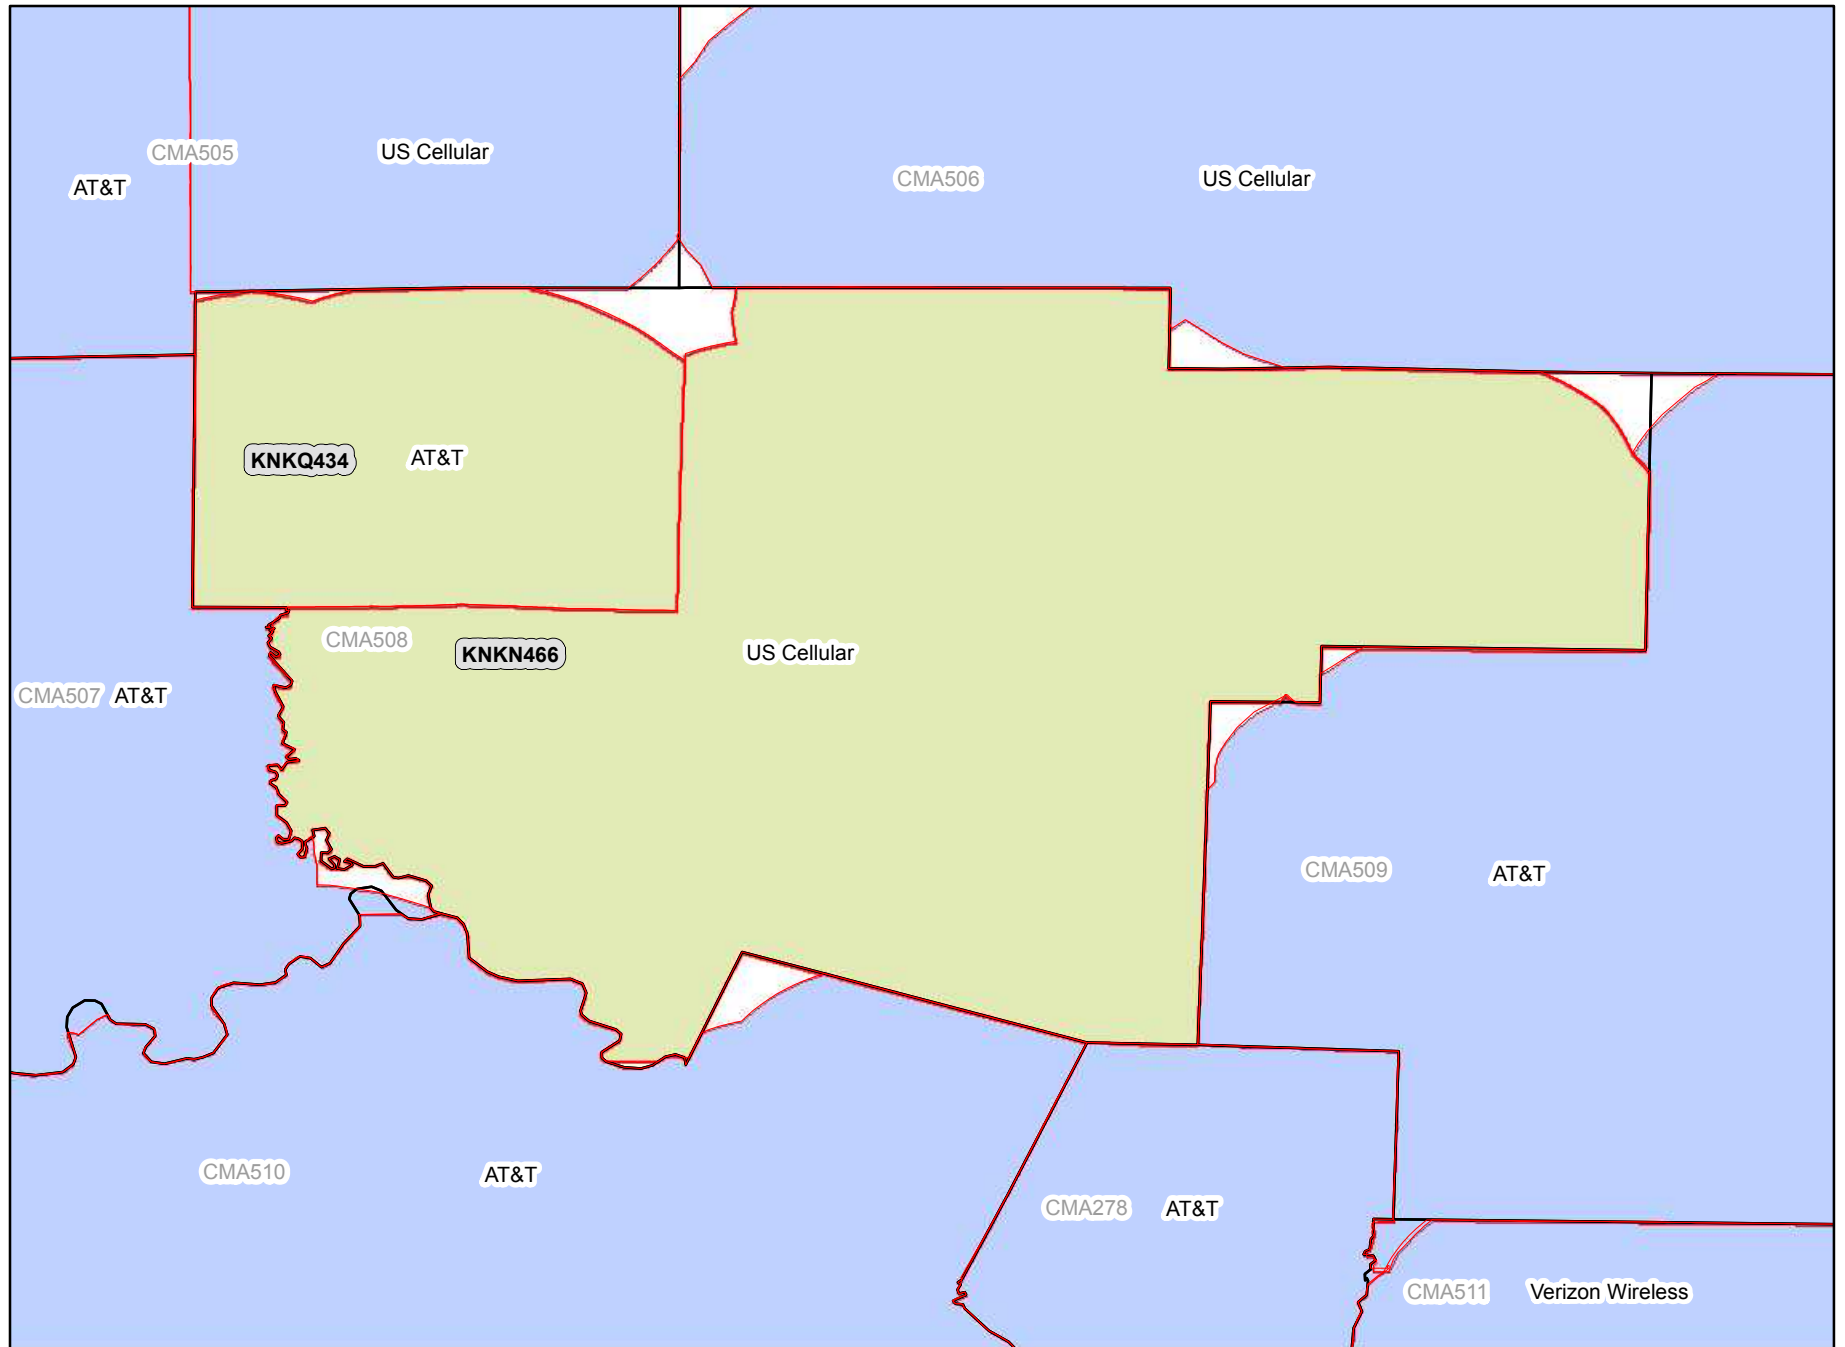 CMA505
US Cellular
AT&T
CMA506
US Cellular
KNKQ434
AT&T
CMA508
KNKN466
US Cellular
CMA507
AT&T
CMA509
AT&T
CMA510
AT&T
CMA278
AT&T
CMA511
Verizon Wireless